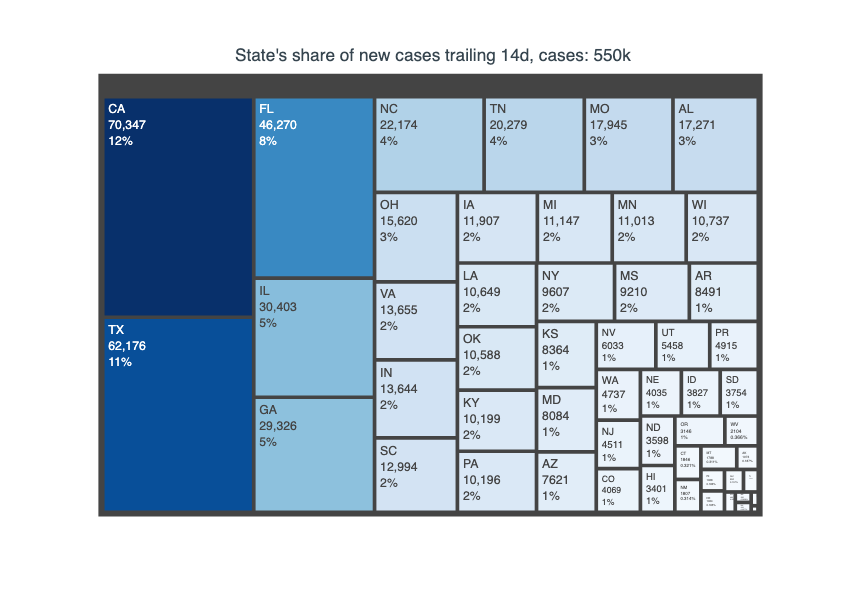 State's share of new cases trailing 14d, cases: 550k
CA
70,347
12%
TX
62,176
11%
FL
46,270
8%
IL
30,403
5%
GA
29,326
5%
NC
22,174
4%
TN
20,279
4%
MO
17,945
3%
AL
17,271
3%
OH
15,620
3%
VA
13,655
2%
IN
13,644
2%
SC
12,994
2%
IA
11,907
2%
MI
11,147
2%
MN
11,013
2%
WI
10,737
2%
LA
10,649
2%
OK
10,588
2%
KY
10,199
2%
PA
10,196
2%
NY
9607
2%
MS
9210
2%
AR
8491
1%
KS
8364
1%
MD
8084
1%
AZ
7621
1%
NV
6033
1%
UT
5458
1%
PR
4915
1%
WA
4737
1%
NJ
4511
1%
CO
4069
1%
NE
4035
1%
ID
3827
1%
SD
3754
1%
ND
3598
1%
HI
3401
1%
OR
3146
1%
WV
2104
0.366%
CT
NM
1807
0.314%